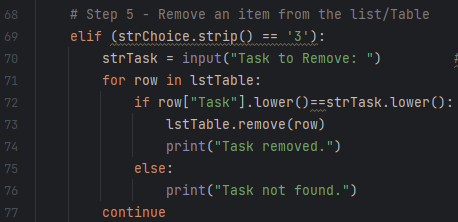 68 # Step 5 - Remove an item from the list/Table
69 elif (strChoice.strip() == '3'):
70 strTask = input("Task to Remove: ") #
71 for row in lstTable:
72 if row["Task"].lower()==strTask.lower():
73 lstTable.remove(row)
74 print("Task removed.")
75 else:
76 print("Task not found.")
77 continue